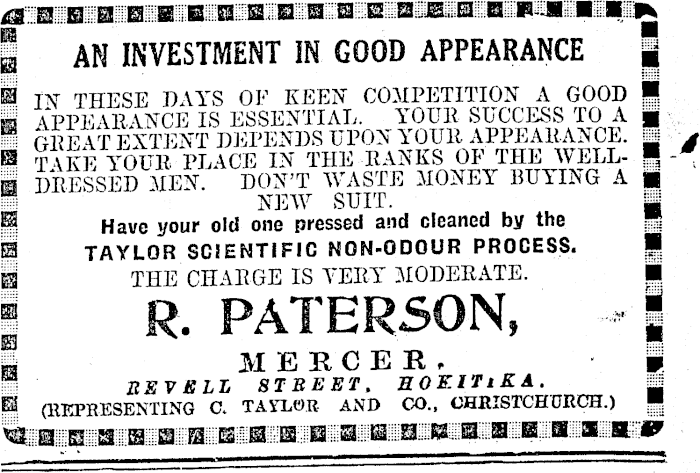 AN INVESTMENT IN GOOD APPEARANCE
IN THESE DAYS OF KEEN COMPETITION A GOOD
APPEARANCE IS ESSENTIAL. YOUR SUCCESS TO A
GREAT EXTENT DEPENDS UPON YOUR APPEARANCE.
TAKE YOUR PLACE IN THE RANKS OF THE WELL-
DRESSED MEN. DON'T WASTE MONEY BUYING A
NEW SUIT.
Have your old one pressed and cleaned by the
TAYLOR SCIENTIFIC NON-ODOUR PROCESS.
THE CHARGE IS VERY MODERATE.
R. PATERSON,
MERCER.
REVELL STREET, HOKITIKA.
(REPRESENTING C. TAYLOR AND CO., CHRISTCHURCH.)